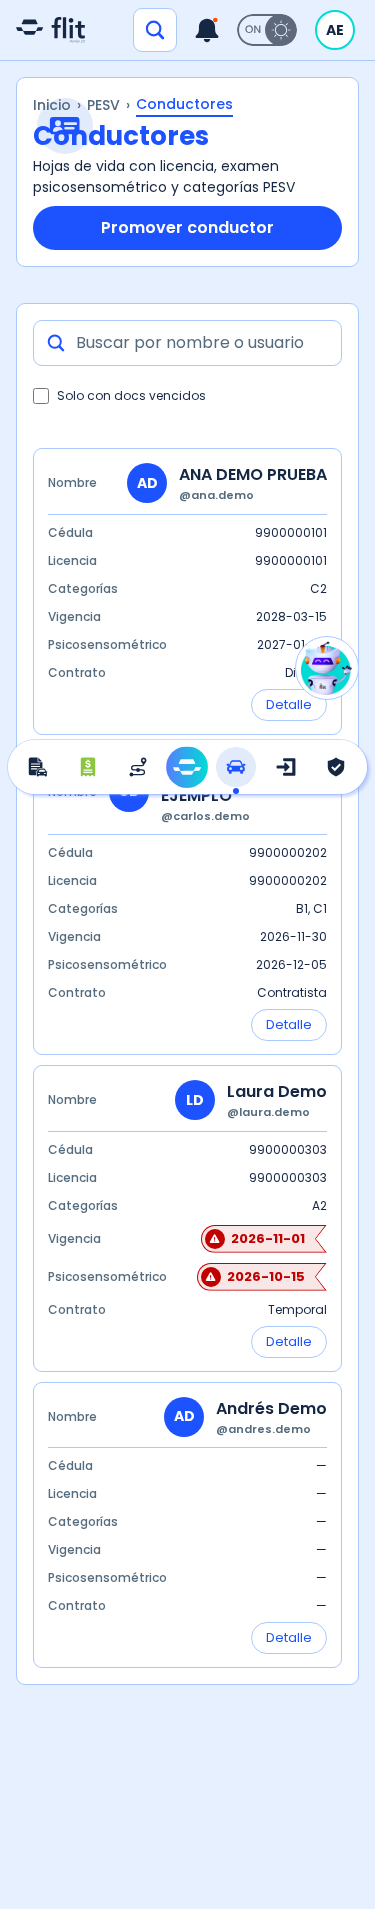 flit
ON
AE
Inicio › PESV › Conductores
Conductores
Hojas de vida con licencia, examen
psicosensométrico y categorías PESV
Promover conductor
Buscar por nombre o usuario
Solo con docs vencidos
Nombre AD ANA DEMO PRUEBA
@ana.demo
Cédula 9900000101
Licencia 9900000101
Categorías C2
Vigencia 2028-03-15
Psicosensométrico 2027-01
Contrato
Detalle
EJEMPLO
@carlos.demo
Cédula 9900000202
Licencia 9900000202
Categorías B1, C1
Vigencia 2026-11-30
Psicosensométrico 2026-12-05
Contrato Contratista
Detalle
Nombre LD Laura Demo
@laura.demo
Cédula 9900000303
Licencia 9900000303
Categorías A2
Vigencia 2026-11-01
Psicosensométrico 2026-10-15
Contrato Temporal
Detalle
Nombre AD Andrés Demo
@andres.demo
Cédula —
Licencia —
Categorías —
Vigencia —
Psicosensométrico —
Contrato —
Detalle